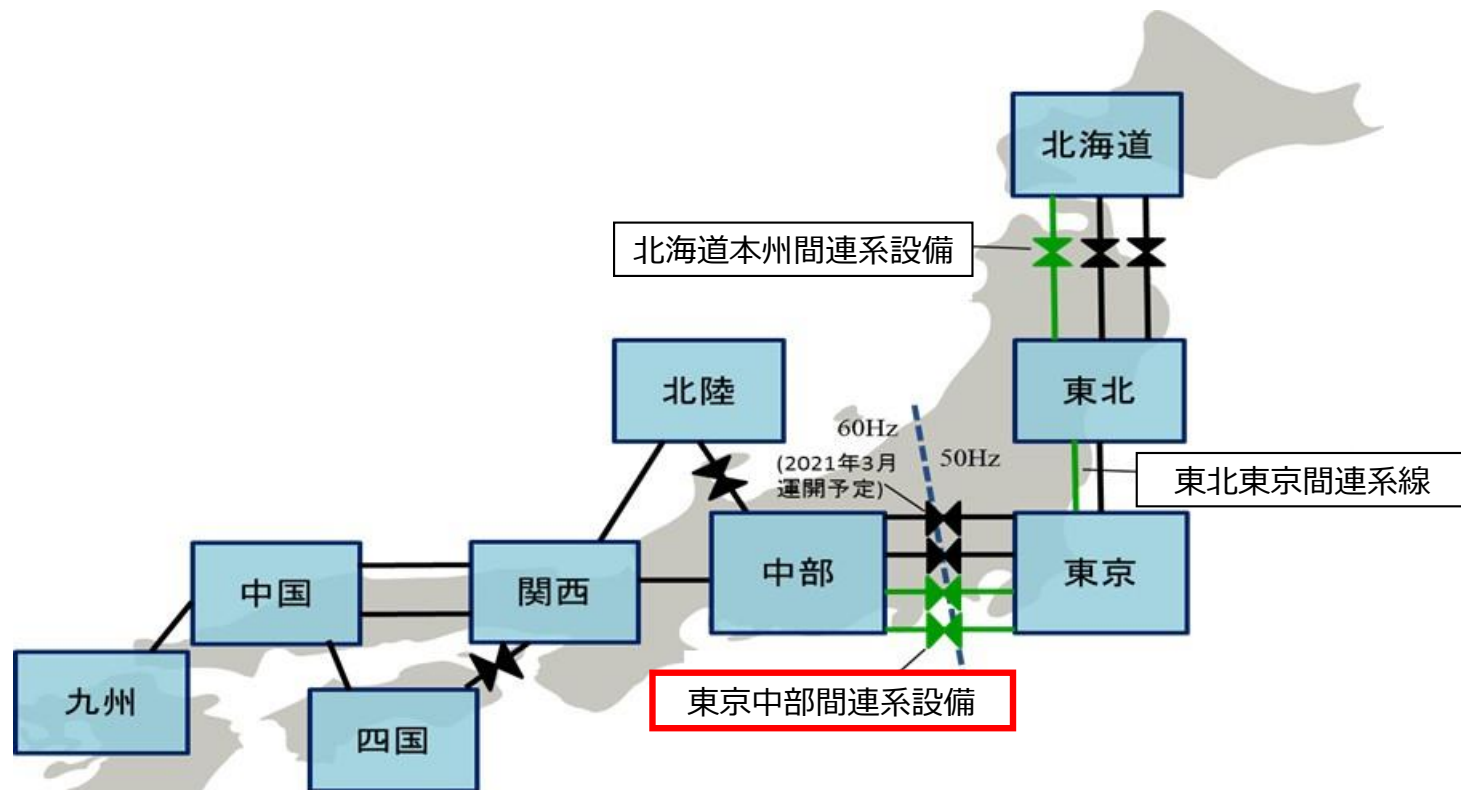 北海道
北海道本州間連系設備
北陸
東北
60Hz
50Hz
(2021年3月
運開予定)
東北東京間連系線
中国
関西
中部
東京
九州
四国
東京中部間連系設備